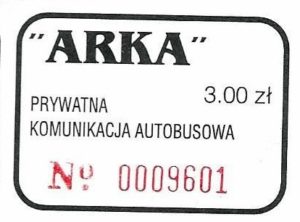 "ARKA"
3.00 zł
PRYWATNA
KOMUNIKACJA AUTOBUSOWA
Nº 0009601